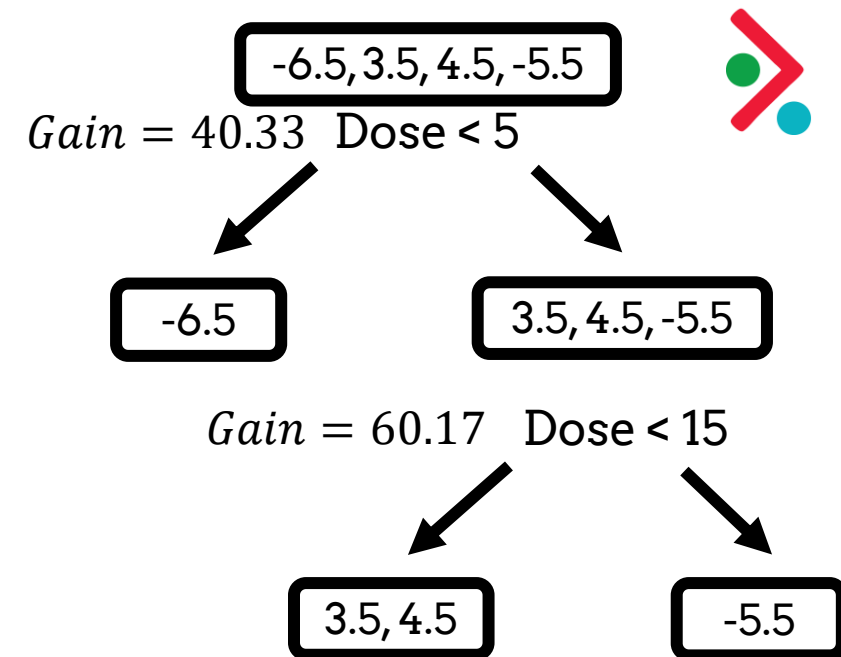 -6.5, 3.5, 4.5, -5.5
Gain = 40.33 Dose < 5
-6.5
3.5, 4.5, -5.5
Gain = 60.17 Dose < 15
3.5, 4.5
-5.5